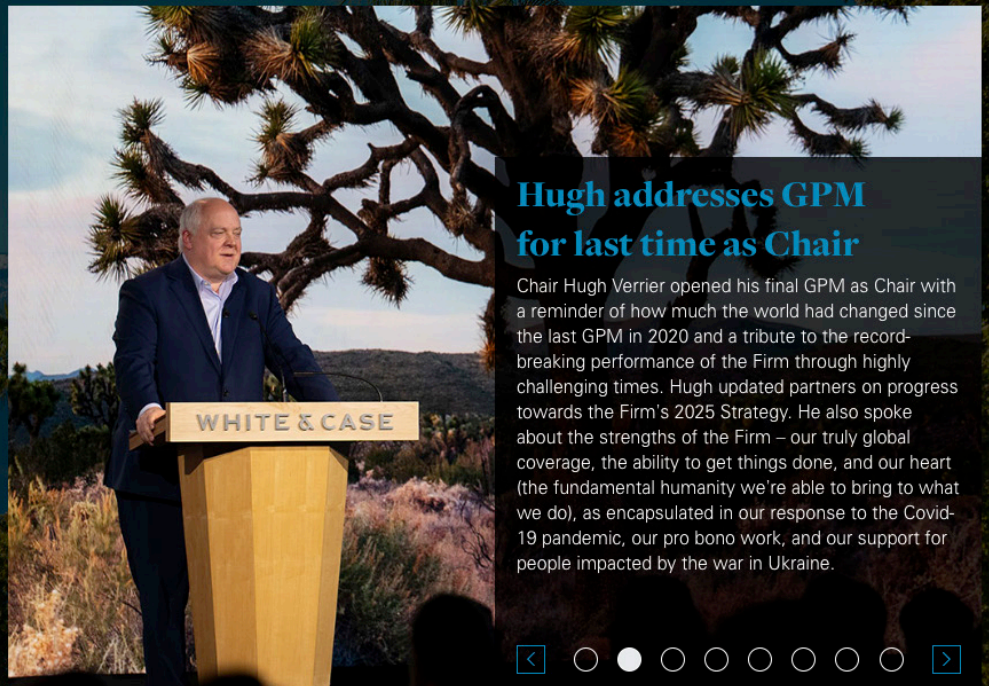 WHITE & CASE
Hugh addresses GPM
for last time as Chair
Chair Hugh Verrier opened his final GPM as Chair with
a reminder of how much the world had changed since
the last GPM in 2020 and a tribute to the record-
breaking performance of the Firm through highly
challenging times. Hugh updated partners on progress
towards the Firm's 2025 Strategy. He also spoke
about the strengths of the Firm – our truly global
coverage, the ability to get things done, and our heart
(the fundamental humanity we're able to bring to what
we do), as encapsulated in our response to the Covid-
19 pandemic, our pro bono work, and our support for
people impacted by the war in Ukraine.